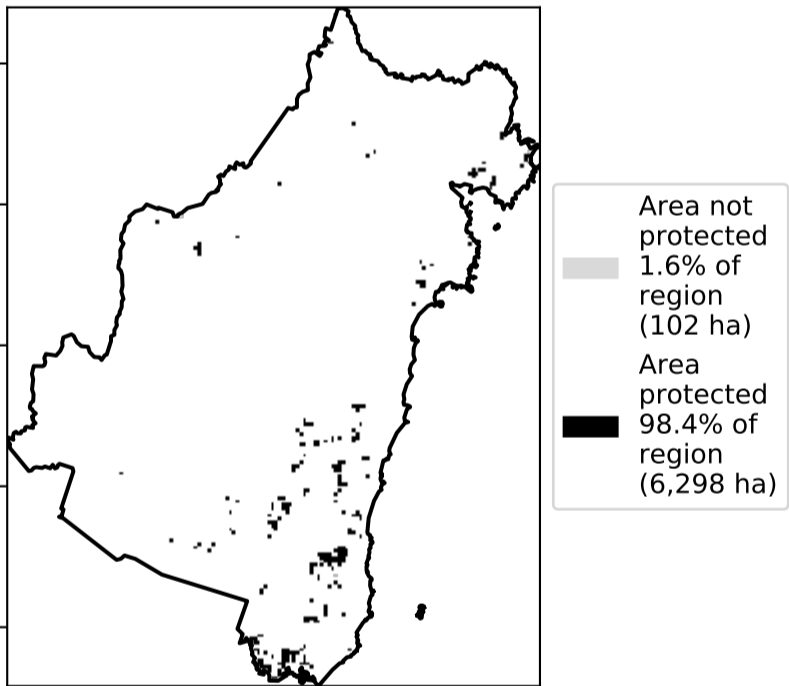 Area not
protected
1.6% of
region
(102 ha)
Area
protected
98.4% of
region
(6,298 ha)